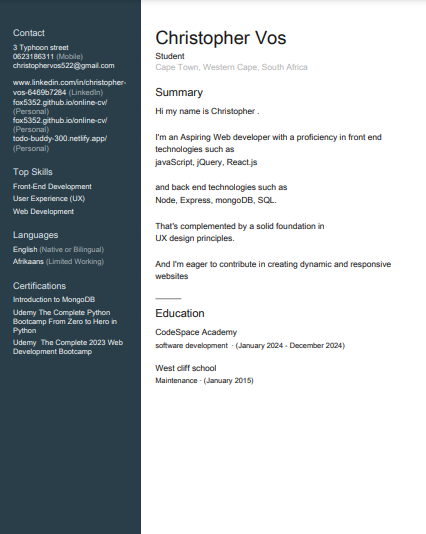 Contact
3 Typhoon street
0623186311 (Mobile)
christophervos522@gmail.com
www.linkedin.com/in/christopher-
vos-6469b7284 (LinkedIn)
fox5352.github.io/online-cv/
(Personal)
fox5352.github.io/online-cv/
(Personal)
todo-buddy-300.netlify.app/
(Personal)
Top Skills
Front-End Development
User Experience (UX)
Web Development
Languages
English (Native or Bilingual)
Afrikaans (Limited Working)
Certifications
Introduction to MongoDB
Udemy The Complete Python
Bootcamp From Zero to Hero in
Python
Udemy The Complete 2023 Web
Development Bootcamp
Christopher Vos
Student
Cape Town, Western Cape, South Africa
Summary
Hi my name is Christopher .
I'm an Aspiring Web developer with a proficiency in front end
technologies such as
javaScript, jQuery, React.js
and back end technologies such as
Node, Express, mongoDB, SQL.
That's complemented by a solid foundation in
UX design principles.
And I'm eager to contribute in creating dynamic and responsive
websites
Education
CodeSpace Academy
software development · (January 2024 - December 2024)
West cliff school
Maintenance · (January 2015)